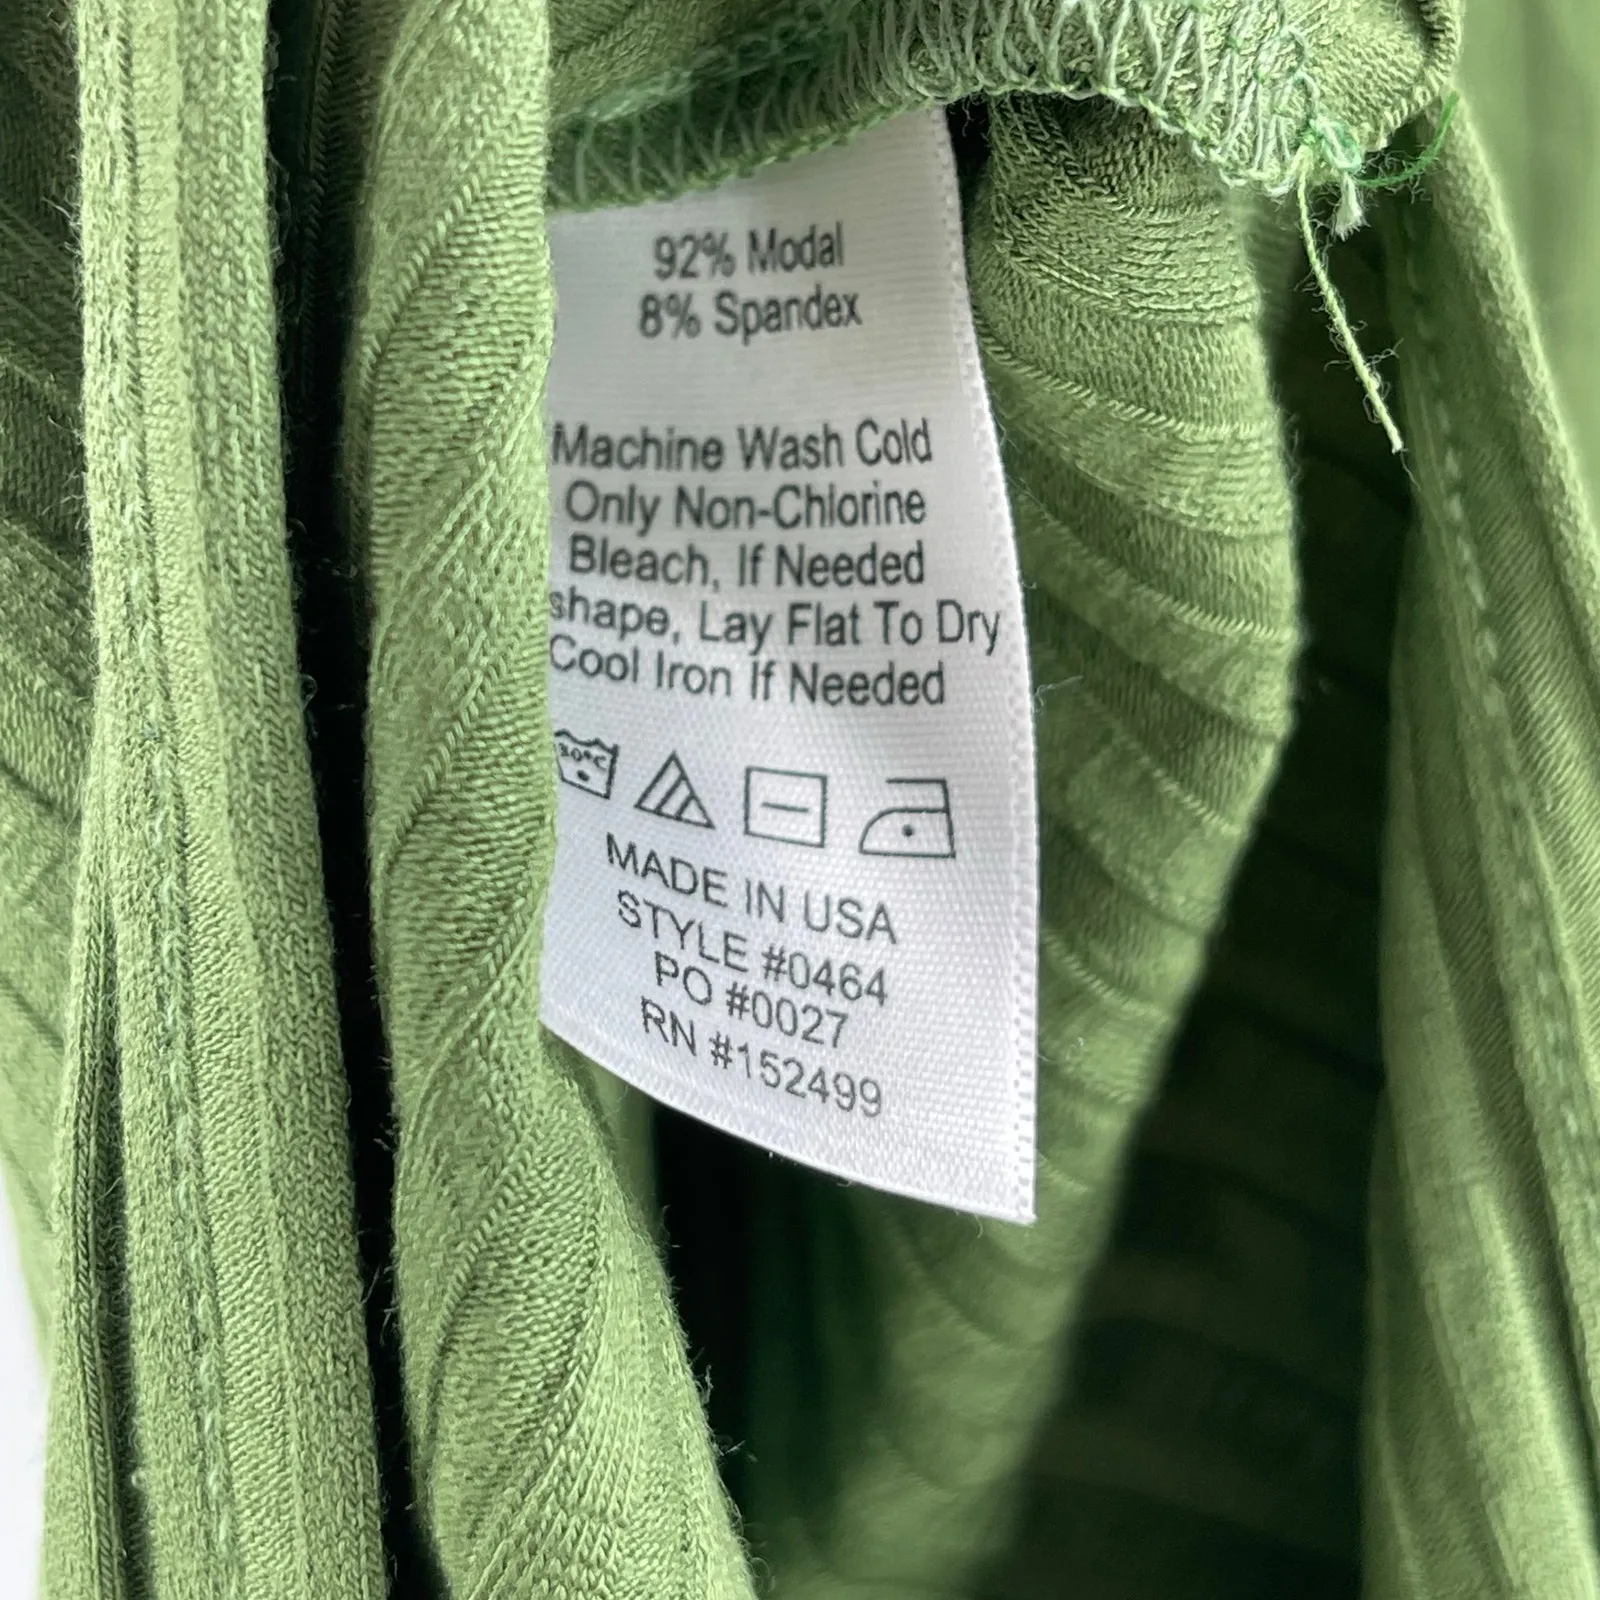 92% Modal
8% Spandex
Machine Wash Cold
Only Non-Chlorine
Bleach, If Needed
shape, Lay Flat To Dry
Cool Iron If Needed
30°C
MADE IN USA
STYLE #0464
PO #0027
RN #152499